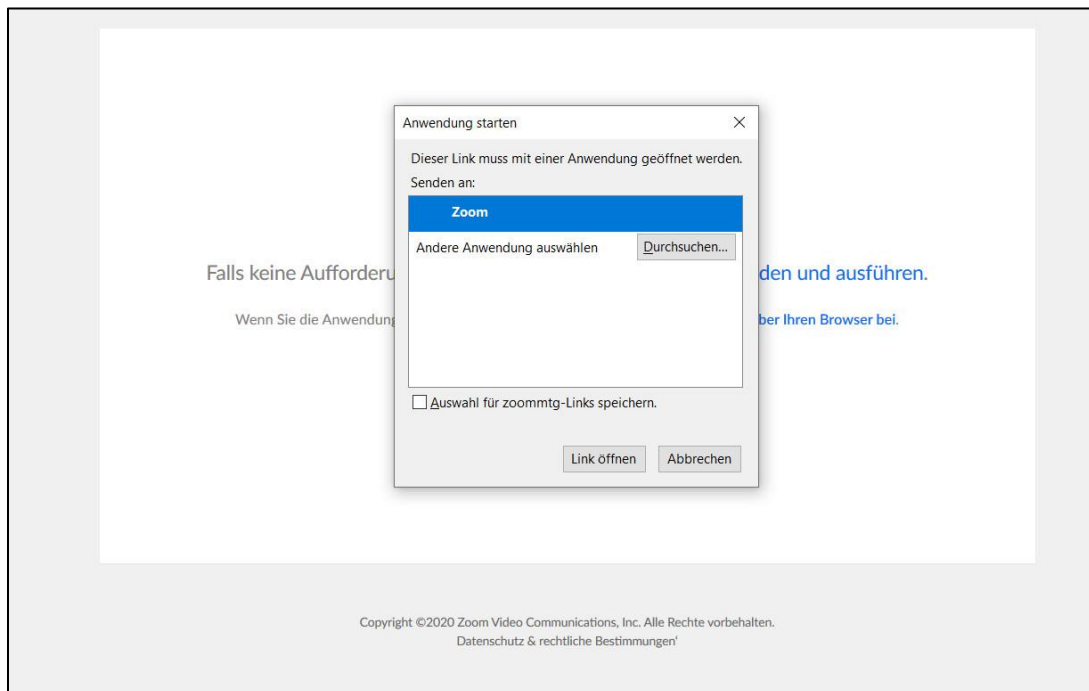 Anwendung starten
Dieser Link muss mit einer Anwendung geöffnet werden.
Senden an:
Zoom
Andere Anwendung auswählen Durchsuchen...
Falls keine den und ausführen.
Wenn Sie die ber Ihren Browser bei.
Auswahl für zoommtg-Links speichern.
Link öffnen Abbrechen
Copyright ©2020 Zoom Video Communications, Inc. Alle Rechte vorbehalten.
Datenschutz & rechtliche Bestimmungen'